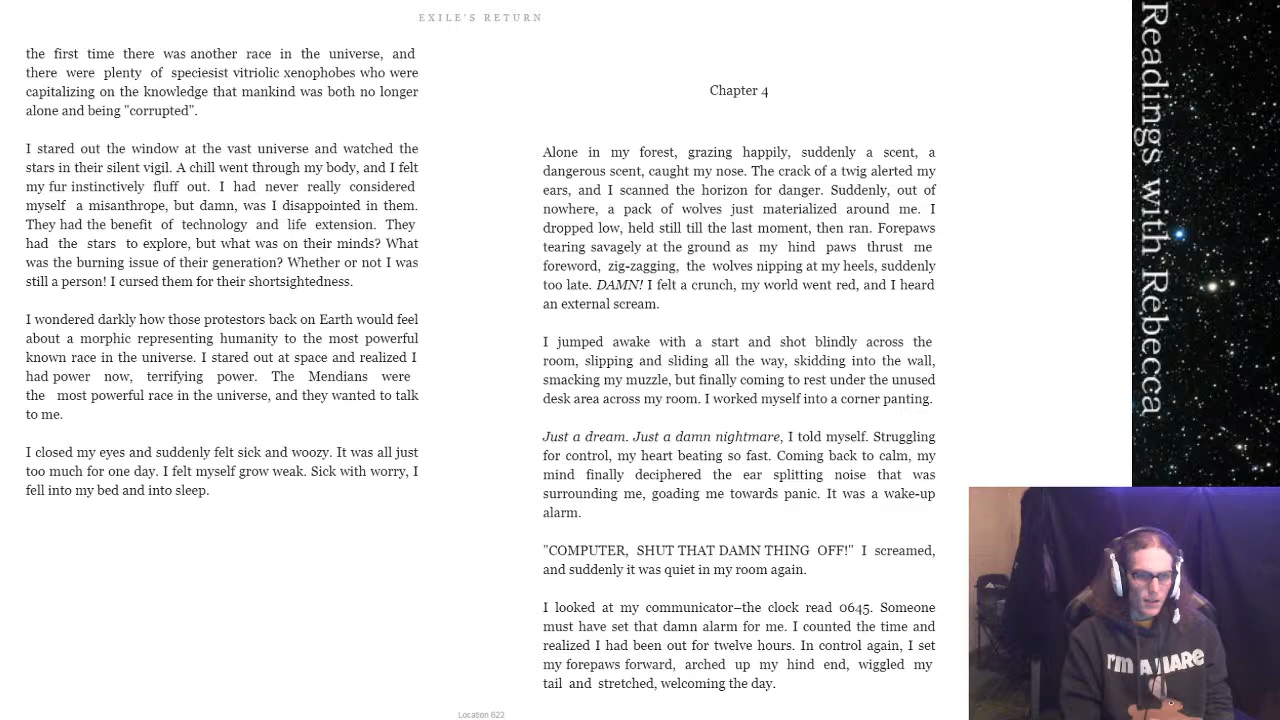 EXILE'S RETURN
the first time there was another race in the universe, and
there were plenty of speciesist vitriolic xenophobes who were
capitalizing on the knowledge that mankind was both no longer
alone and being "corrupted".
I stared out the window at the vast universe and watched the
stars in their silent vigil. A chill went through my body, and I felt
my fur instinctively fluff out. I had never really considered
myself a misanthrope, but damn, was I disappointed in them.
They had the benefit of technology and life extension. They
had the stars to explore, but what was on their minds? What
was the burning issue of their generation? Whether or not I was
still a person! I cursed them for their shortsightedness.
I wondered darkly how those protestors back on Earth would feel
about a morphic representing humanity to the most powerful
known race in the universe. I stared out at space and realized I
had power now, terrifying power. The Mendians were
the most powerful race in the universe, and they wanted to talk
to me.
I closed my eyes and suddenly felt sick and woozy. It was all just
too much for one day. I felt myself grow weak. Sick with worry, I
fell into my bed and into sleep.
Location 622
Chapter 4
Alone in my forest, grazing happily, suddenly a scent, a
dangerous scent, caught my nose. The crack of a twig alerted my
ears, and I scanned the horizon for danger. Suddenly, out of
nowhere, a pack of wolves just materialized around me. I
dropped low, held still till the last moment, then ran. Forepaws
tearing savagely at the ground as my hind paws thrust me
foreword, zig-zagging, the wolves nipping at my heels, suddenly
too late. DAMN! I felt a crunch, my world went red, and I heard
an external scream.
I jumped awake with a start and shot blindly across the
room, slipping and sliding all the way, skidding into the wall,
smacking my muzzle, but finally coming to rest under the unused
desk area across my room. I worked myself into a corner panting.
Just a dream. Just a damn nightmare, I told myself. Struggling
for control, my heart beating so fast. Coming back to calm, my
mind finally deciphered the ear splitting noise that was
surrounding me, goading me towards panic. It was a wake-up
alarm.
"COMPUTER, SHUT THAT DAMN THING OFF!" I screamed,
and suddenly it was quiet in my room again.
I looked at my communicator–the clock read 0645. Someone
must have set that damn alarm for me. I counted the time and
realized I had been out for twelve hours. In control again, I set
my forepaws forward, arched up my hind end, wiggled my
tail and stretched, welcoming the day.
Readings with Rebecca
I'M A HARE